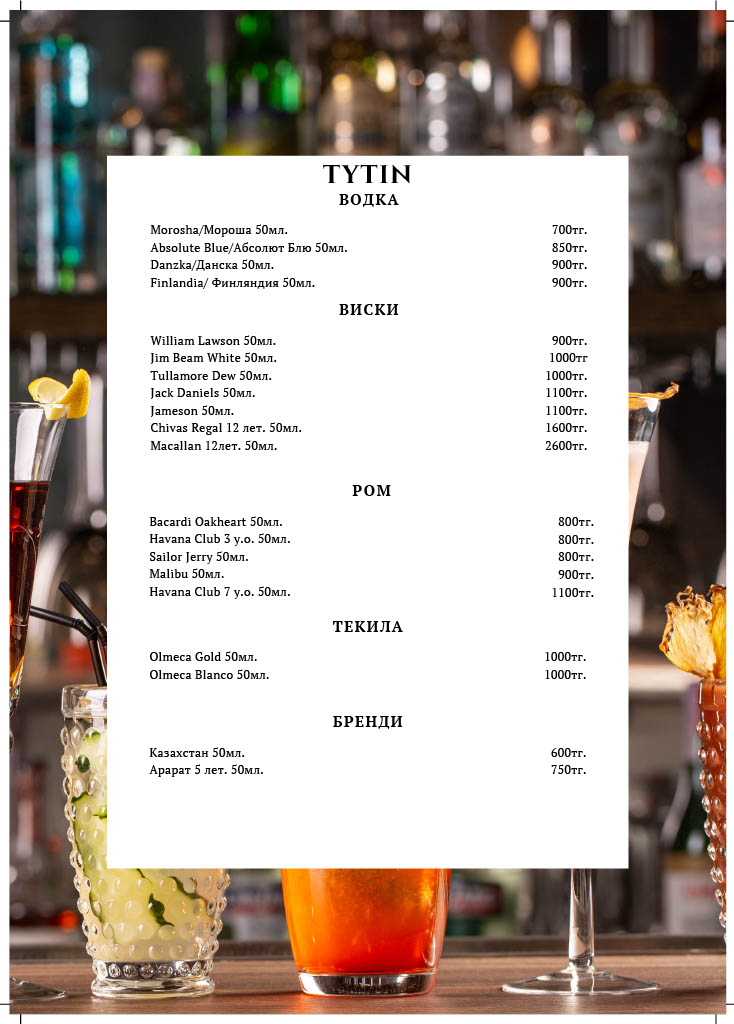 TYTIN
ВОДКА
Morosha/Мороша 50мл. 700тг.
Absolute Blue/Абсолют Блю 50мл. 850тг.
Danzka/Данска 50мл. 900тг.
Finlandia/ Финляндия 50мл. 900тг.
ВИСКИ
William Lawson 50мл. 900тг.
Jim Beam White 50мл. 1000тг
Tullamore Dew 50мл. 1000тг.
Jack Daniels 50мл. 1100тг.
Jameson 50мл. 1100тг.
Chivas Regal 12 лет. 50мл. 1600тг.
Macallan 12лет. 50мл. 2600тг.
РОМ
Bacardi Oakheart 50мл. 800тг.
Havana Club 3 y.o. 50мл. 800тг.
Sailor Jerry 50мл. 800тг.
Malibu 50мл. 900тг.
Havana Club 7 y.o. 50мл. 1100тг.
ТЕКИЛА
Olmeca Gold 50мл. 1000тг.
Olmeca Blanco 50мл. 1000тг.
БРЕНДИ
Казахстан 50мл. 600тг.
Арарат 5 лет. 50мл. 750тг.